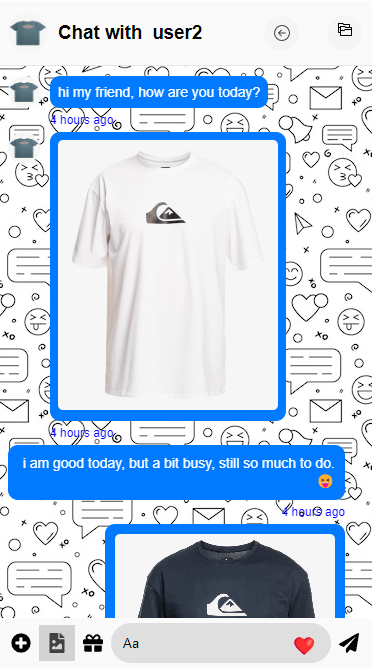 Chat with user2
hi my friend, how are you today?
4 hours ago
4 hours ago
i am good today, but a bit busy, still so much to do.
😝
4 hours ago
Aa